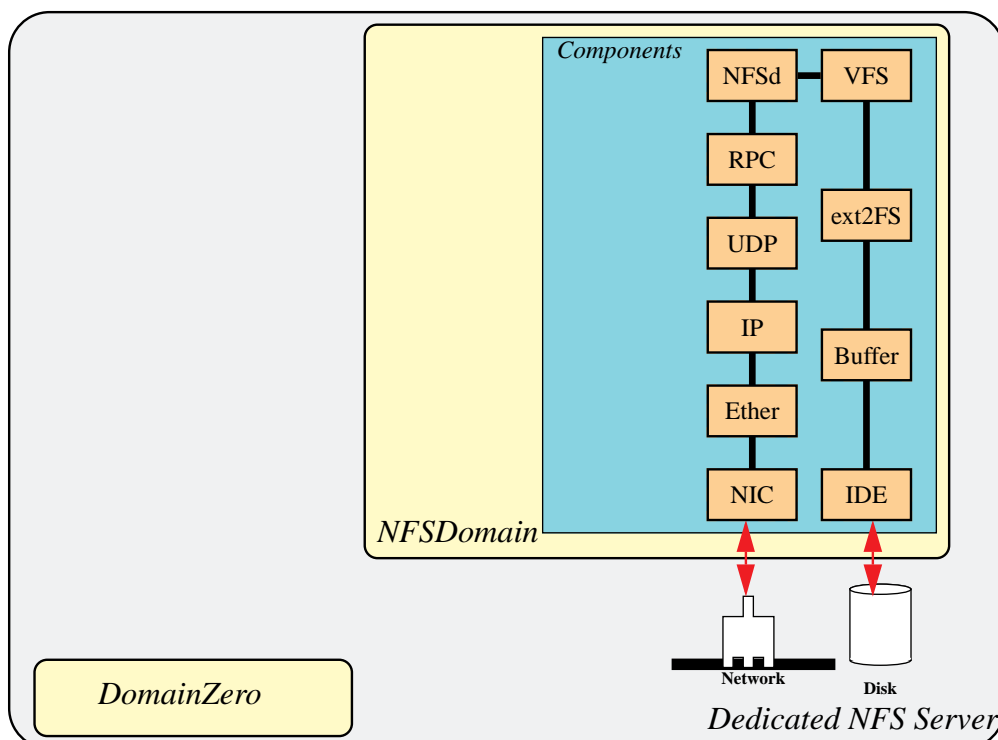 Components
NFSd
VFS
RPC
ext2FS
UDP
IP
Buffer
Ether
NIC
IDE
NFSDomain
Network
Disk
DomainZero
Dedicated NFS Server